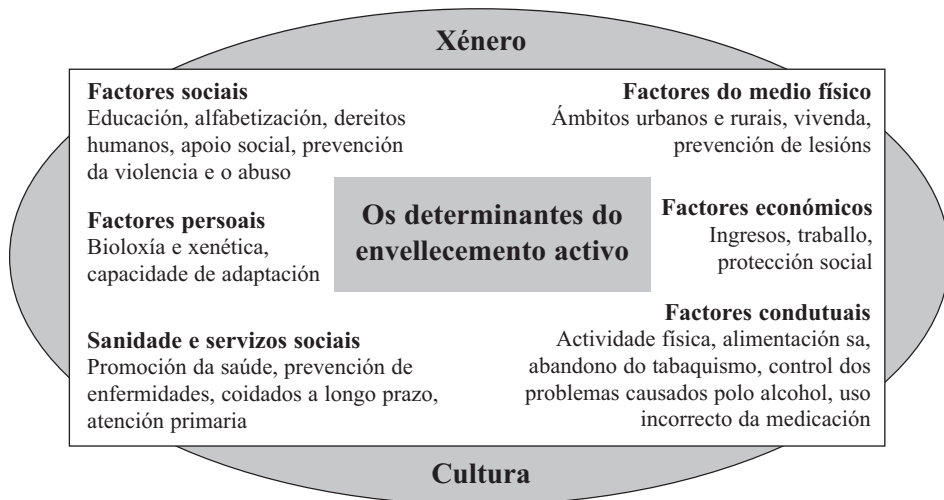 Xénero
Factores sociais
Educación, alfabetización, dereitos
humanos, apoio social, prevención
da violencia e o abuso
Factores do medio físico
Ámbitos urbanos e rurais, vivenda,
prevención de lesións
Factores persoais
Bioloxía e xenética,
capacidade de adaptación
Os determinantes do
envellecemento activo
Factores económicos
Ingresos, traballo,
protección social
Sanidade e servizos sociais
Promoción da saúde, prevención de
enfermidades, coidados a longo prazo,
atención primaria
Factores condutuais
Actividade física, alimentación sa,
abandono do tabaquismo, control dos
problemas causados polo alcohol, uso
incorrecto da medicación
Cultura